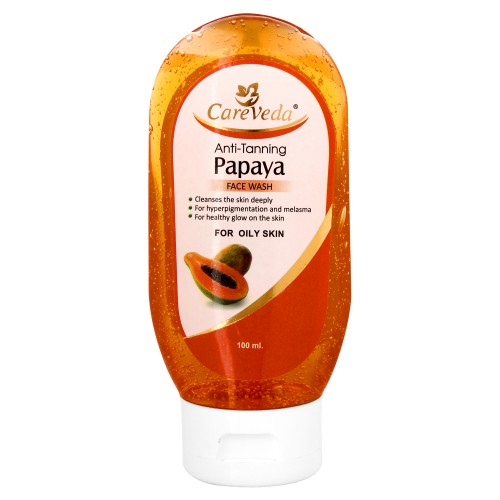 CareVeda®
Anti-Tanning
Papaya
FACE WASH
• Cleanses the skin deeply
• For hyperpigmentation and melasma
• For healthy glow on the skin
FOR OILY SKIN
100 ml.